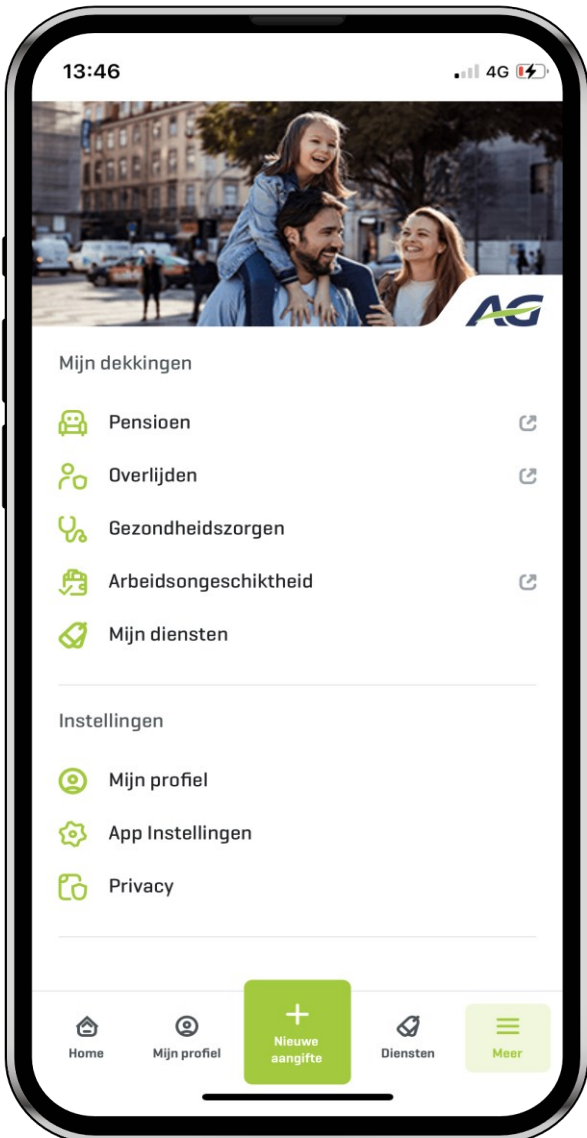 13:46
4G
AG
Mijn dekkingen
Pensioen
Overlijden
Gezondheidszorgen
Arbeidsongeschiktheid
Mijn diensten
Instellingen
Mijn profiel
App Instellingen
Privacy
Home
Mijn profiel
Nieuwe
aangifte
Diensten
Meer